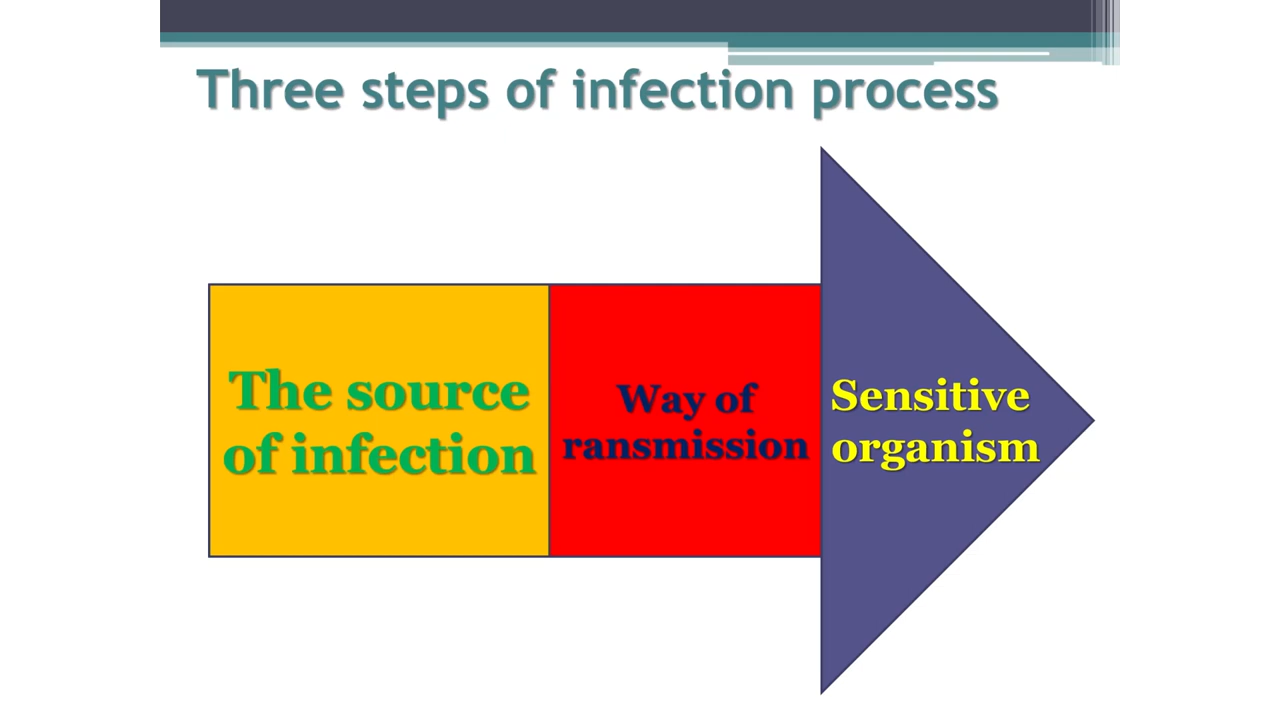 Three steps of infection process
The source
of infection
Way of
ransmission
Sensitive
organism